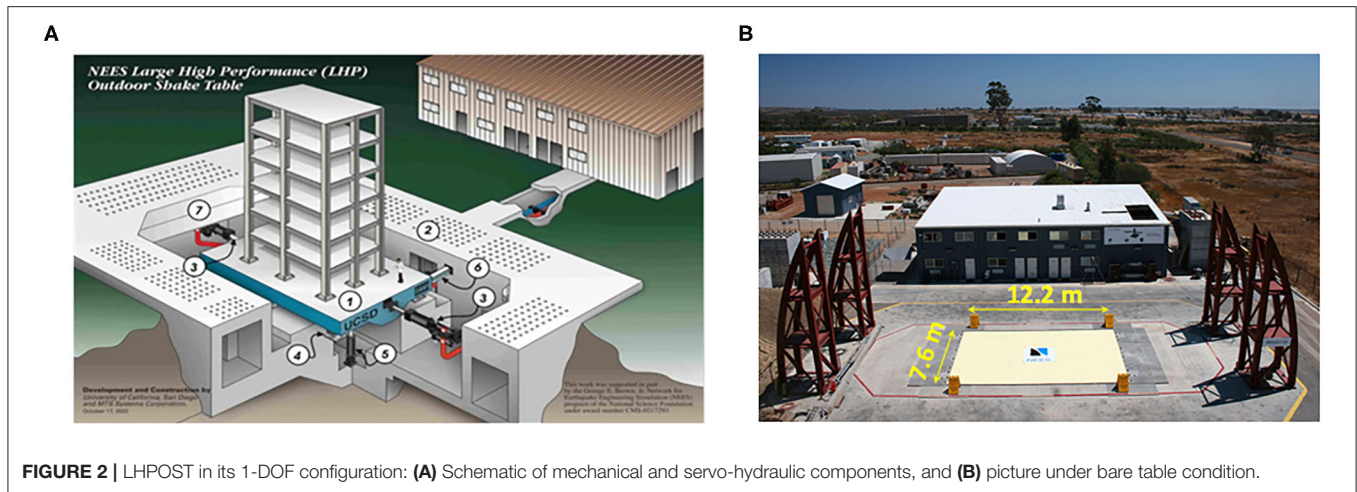 A
B
NEES Large High Performance (LHP)
Outdoor Shake Table
7
2
3
6
1
3
UCSD
4
5
Development and Construction by
University of California, San Diego
and MTS Systems Corporation,
October 17, 2002
This work was supported in part
by the George E. Brown, Jr. Network for
Earthquake Engineering Simulation (NEES)
program of the National Science Foundation
under award number CMS-0217293
12.2 m
7.6 m
FIGURE 2 | LHPOST in its 1-DOF configuration: (A) Schematic of mechanical and servo-hydraulic components, and (B) picture under bare table condition.